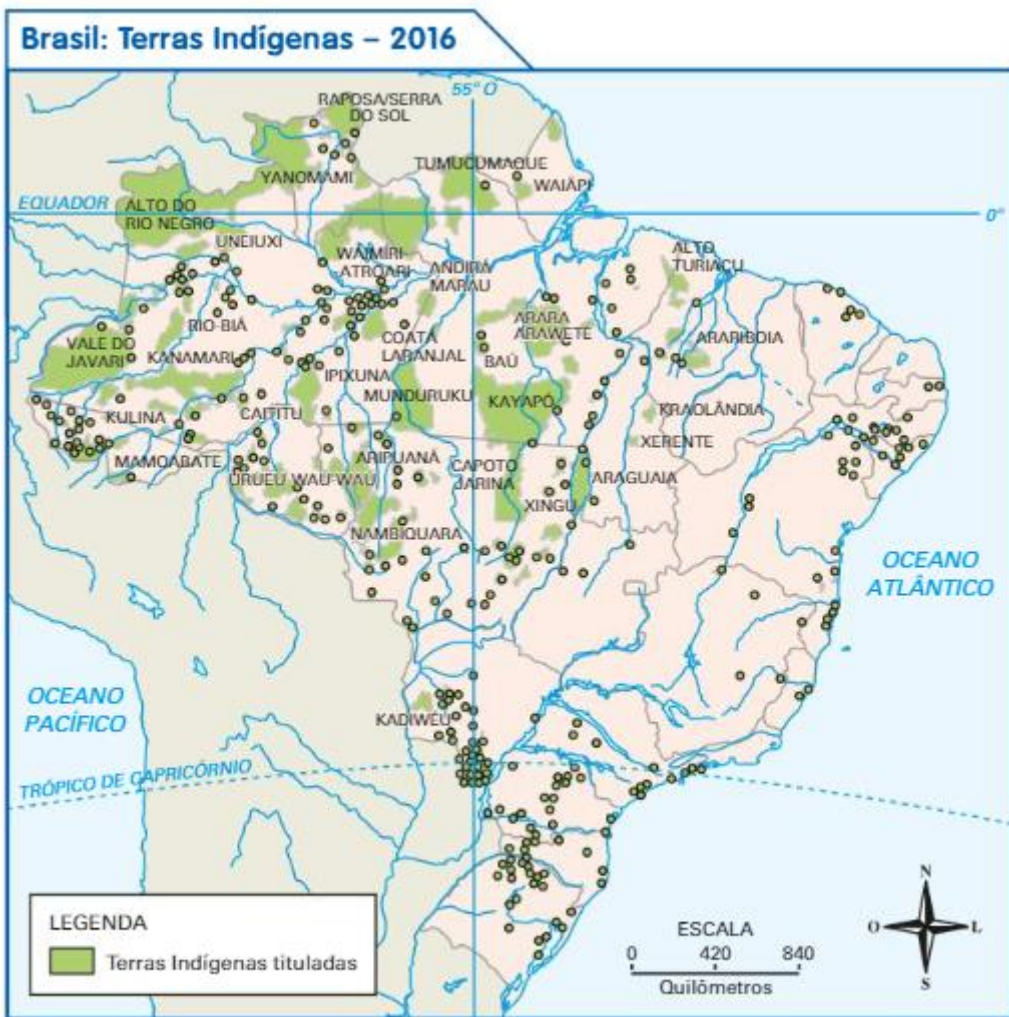 Brasil: Terras Indígenas – 2016
55° O
RAPOSA/SERRA
DO SOL
TUMUCUMAQUE
YANOMAMI
WAIÃPI
EQUADOR
0°
ALTO DO
RIO NEGRO
UNEIUXI
WAIMIRI
ATROARI
ANDIRÁ
MARAU
ALTO
TURIAÇU
RIO BIÁ
VALE DO
JAVARI
KANAMARI
COATÁ
LARANJAL
ARARA
ARAWETE
BAÚ
ARARIBOIA
IPIXUNA
MUNDURUKU
KAYAPÓ
KULINA
CAITITU
KRAOLÂNDIA
XERENTE
MAMOABATE
ARIPUANÃ
URUEU WAU-WAU
CAPOTO
JARINA
ARAGUAIA
XINGU
NAMBIQUARA
OCEANO
ATLÂNTICO
OCEANO
PACÍFICO
KADIWÉU
TRÓPICO DE CAPRICÓRNIO
LEGENDA
Terras Indígenas tituladas
ESCALA
0 420 840
Quilômetros
N
O L
S